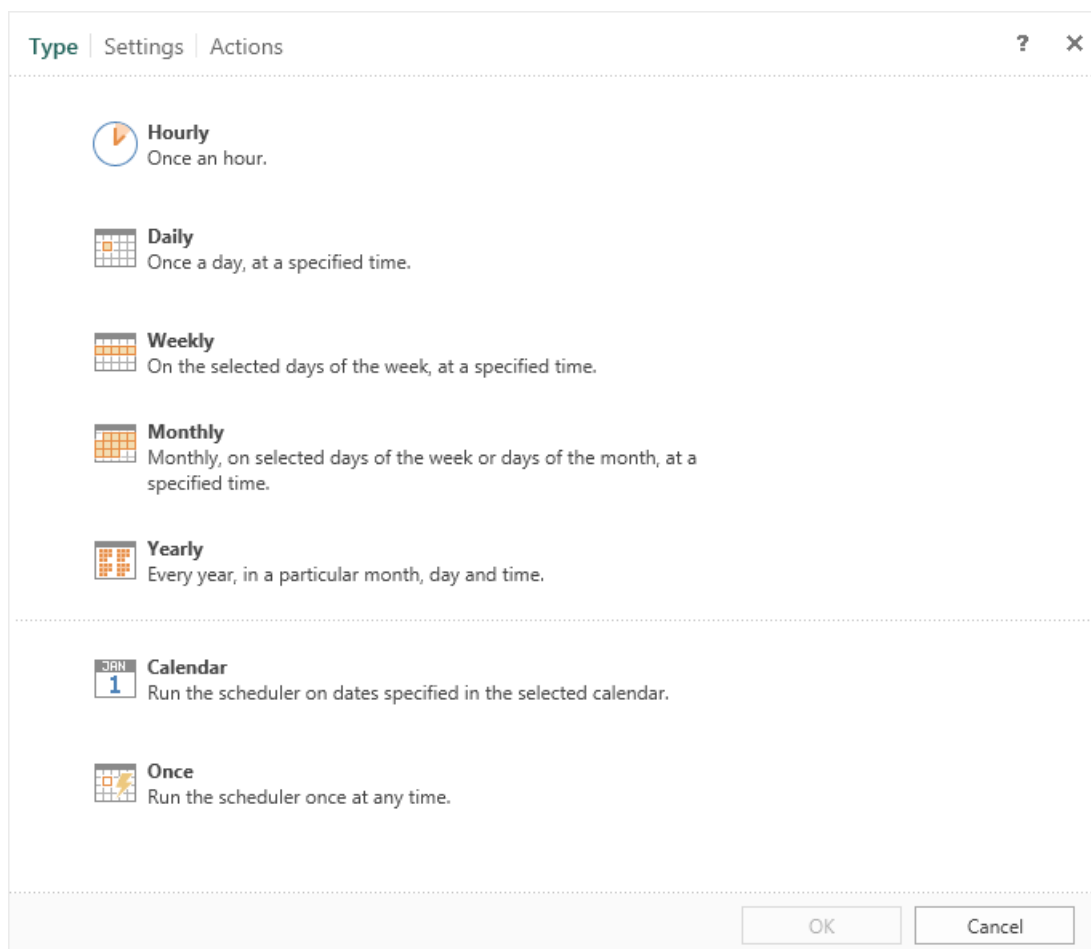 Type Settings Actions ? ×
Hourly
Once an hour.
Daily
Once a day, at a specified time.
Weekly
On the selected days of the week, at a specified time.
Monthly
Monthly, on selected days of the week or days of the month, at a
specified time.
Yearly
Every year, in a particular month, day and time.
JAN
1
Calendar
Run the scheduler on dates specified in the selected calendar.
Once
Run the scheduler once at any time.
OK Cancel